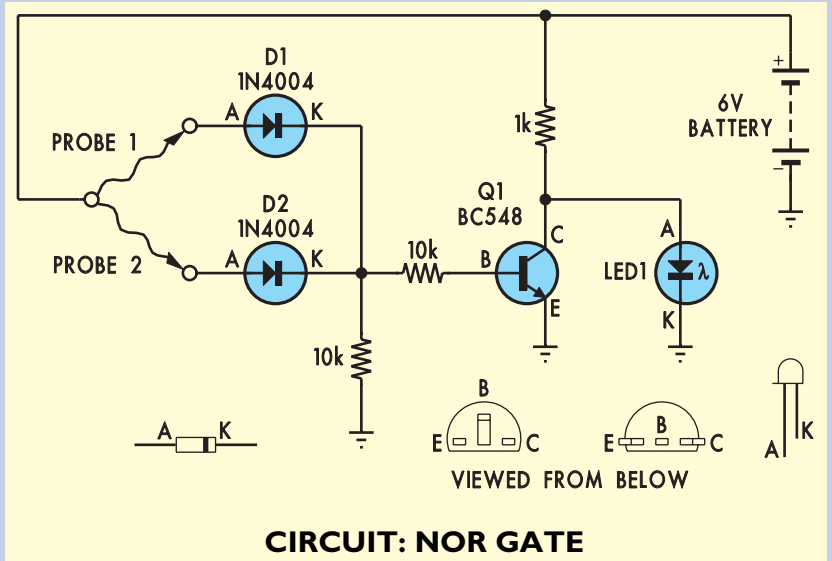 D1
1N4004
A
K
PROBE 1
PROBE 2
D2
1N4004
A
K
10k
10k
1k
Q1
BC548
B
C
E
LED1
A
λ
K
+
6V
BATTERY
−
A
K
B
E
C
B
E
C
VIEWED FROM BELOW
A
K
CIRCUIT: NOR GATE